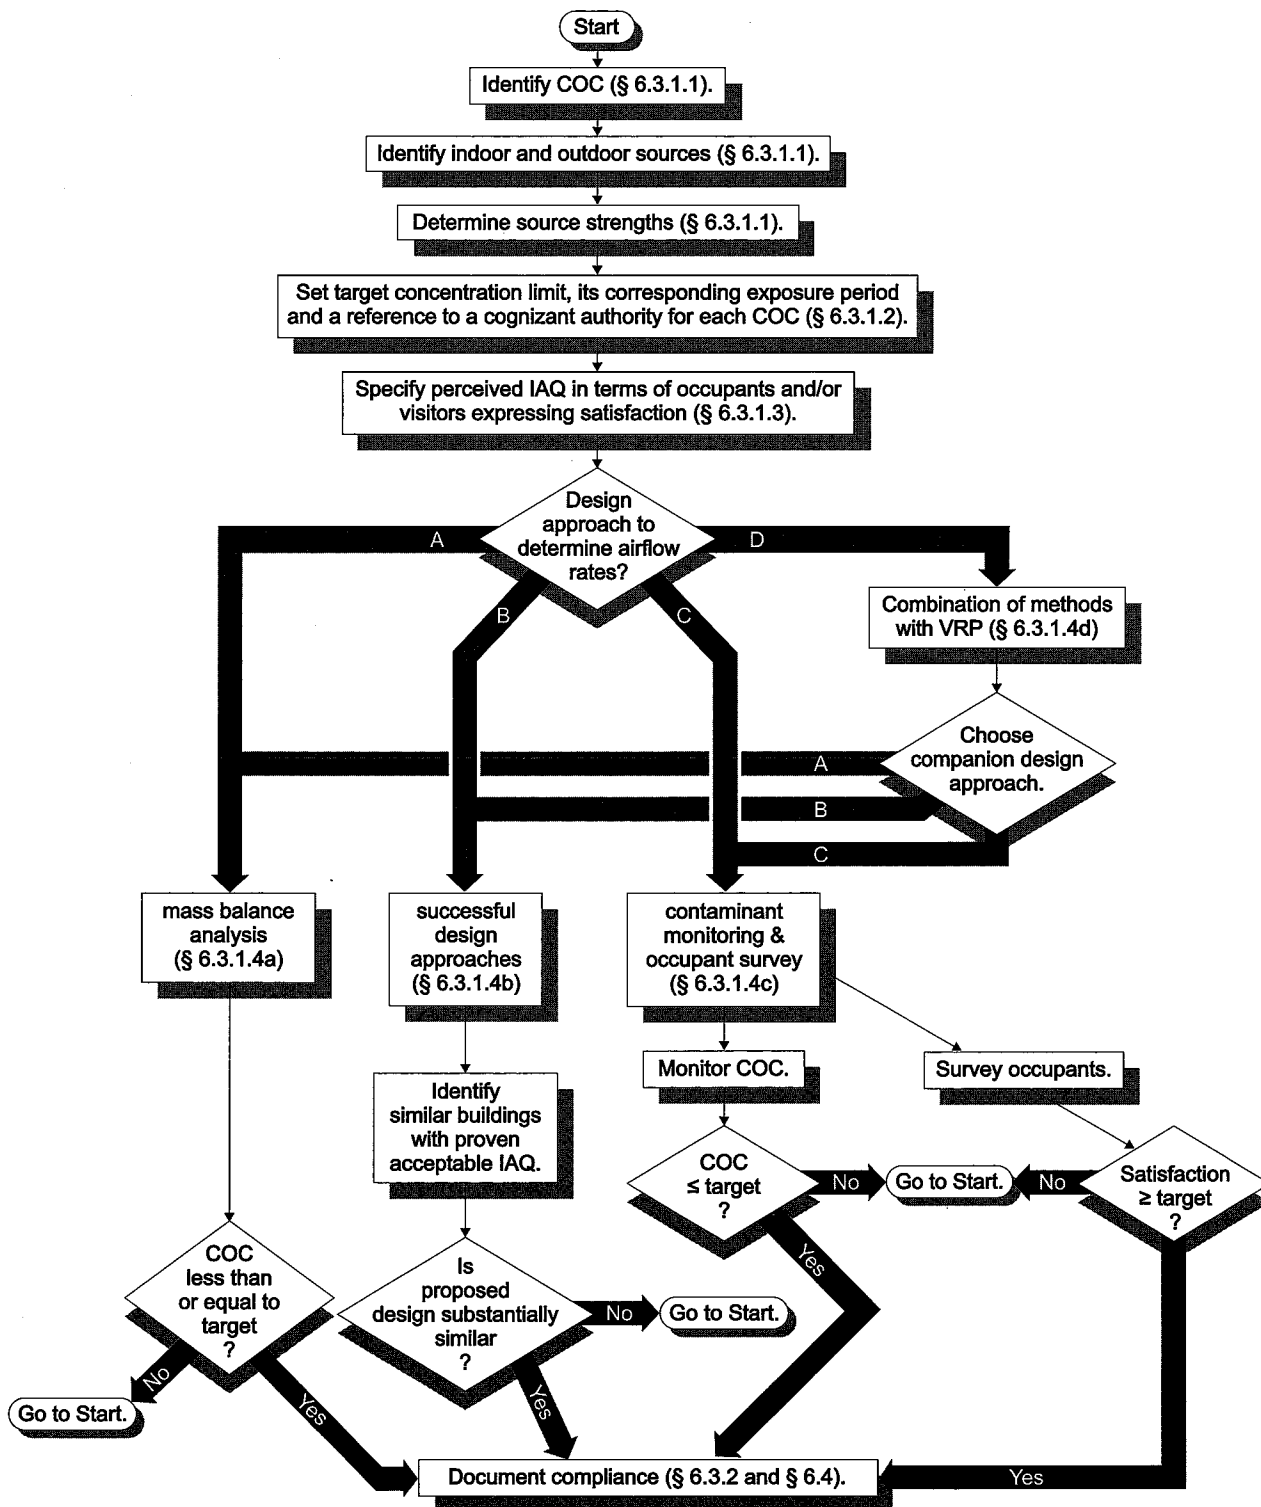 Start
Identify COC (§ 6.3.1.1).
Identify indoor and outdoor sources (§ 6.3.1.1).
Determine source strengths (§ 6.3.1.1).
Set target concentration limit, its corresponding exposure period
and a reference to a cognizant authority for each COC (§ 6.3.1.2).
Specify perceived IAQ in terms of occupants and/or
visitors expressing satisfaction (§ 6.3.1.3).
Design
approach to
determine airflow
rates?
A
B
C
D
Combination of methods
with VRP (§ 6.3.1.4d)
Choose
companion design
approach.
A
B
C
mass balance
analysis
(§ 6.3.1.4a)
successful
design
approaches
(§ 6.3.1.4b)
contaminant
monitoring &
occupant survey
(§ 6.3.1.4c)
Monitor COC.
Survey occupants.
Identify
similar buildings
with proven
acceptable IAQ.
COC
≤ target
?
No
Go to Start.
No
Satisfaction
≥ target
?
Yes
COC
less than
or equal to
target
?
Is
proposed
design substantially
similar
?
No
Go to Start.
No
Go to Start.
Yes
Yes
Document compliance (§ 6.3.2 and § 6.4).
Yes